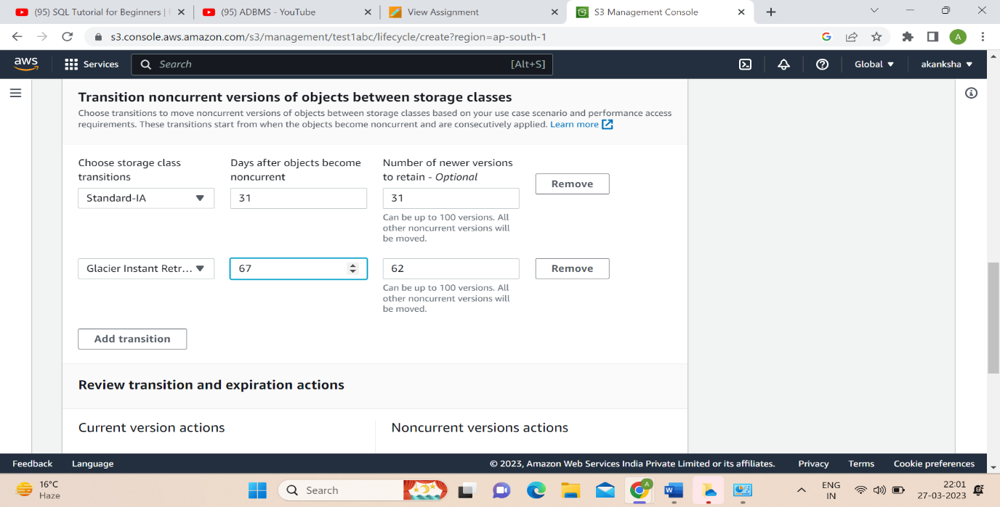 (95) SQL Tutorial for Beginners |
(95) ADBMS - YouTube
View Assignment
S3 Management Console
s3.console.aws.amazon.com/s3/management/test1abc/lifecycle/create?region=ap-south-1
A
aws
Services
Search
[Alt+S]
Global
akanksha
Transition noncurrent versions of objects between storage classes
Choose transitions to move noncurrent versions of objects between storage classes based on your use case scenario and performance access
requirements. These transitions start from when the objects become noncurrent and are consecutively applied. Learn more
Choose storage class
transitions
Days after objects become
noncurrent
Number of newer versions
to retain - Optional
Standard-IA
31
31
Remove
Can be up to 100 versions. All
other noncurrent versions will
be moved.
Glacier Instant Retr...
67
62
Remove
Can be up to 100 versions. All
other noncurrent versions will
be moved.
Add transition
Review transition and expiration actions
Current version actions
Noncurrent versions actions
Feedback
Language
© 2023, Amazon Web Services India Private Limited or its affiliates.
Privacy
Terms
Cookie preferences
16°C
Haze
Search
A
W
ENG
IN
22:01
27-03-2023